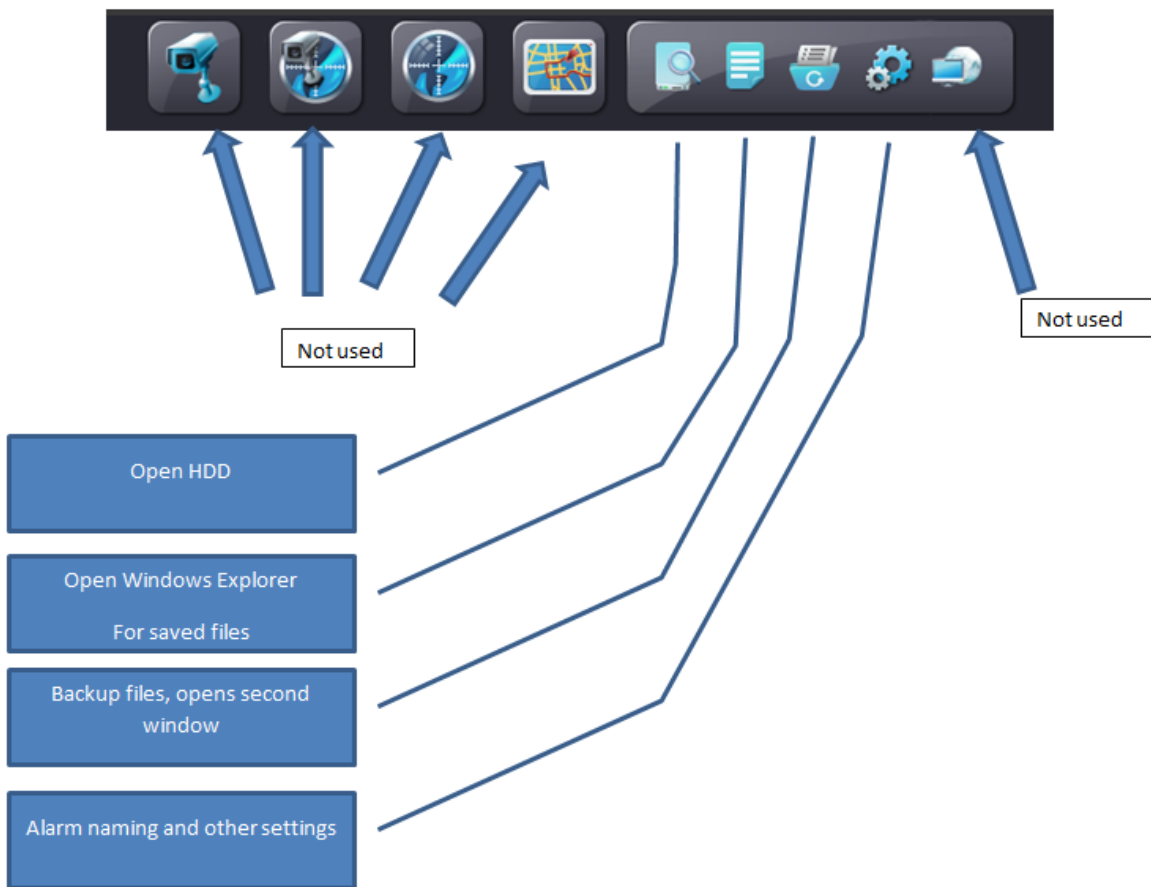 Not used
Not used
Open HDD
Open Windows Explorer
For saved files
Backup files, opens second
window
Alarm naming and other settings